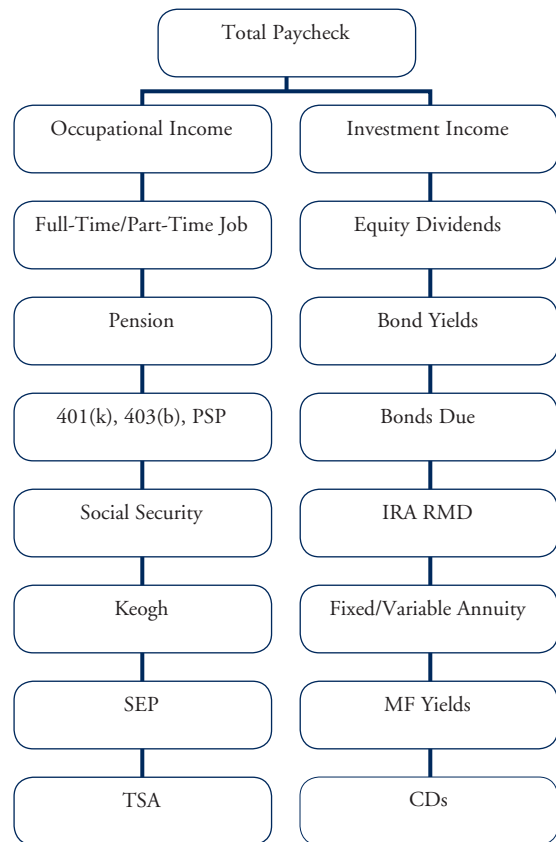 Total Paycheck
Occupational Income
Investment Income
Full-Time/Part-Time Job
Equity Dividends
Pension
Bond Yields
401(k), 403(b), PSP
Bonds Due
Social Security
IRA RMD
Keogh
Fixed/Variable Annuity
SEP
MF Yields
TSA
CDs